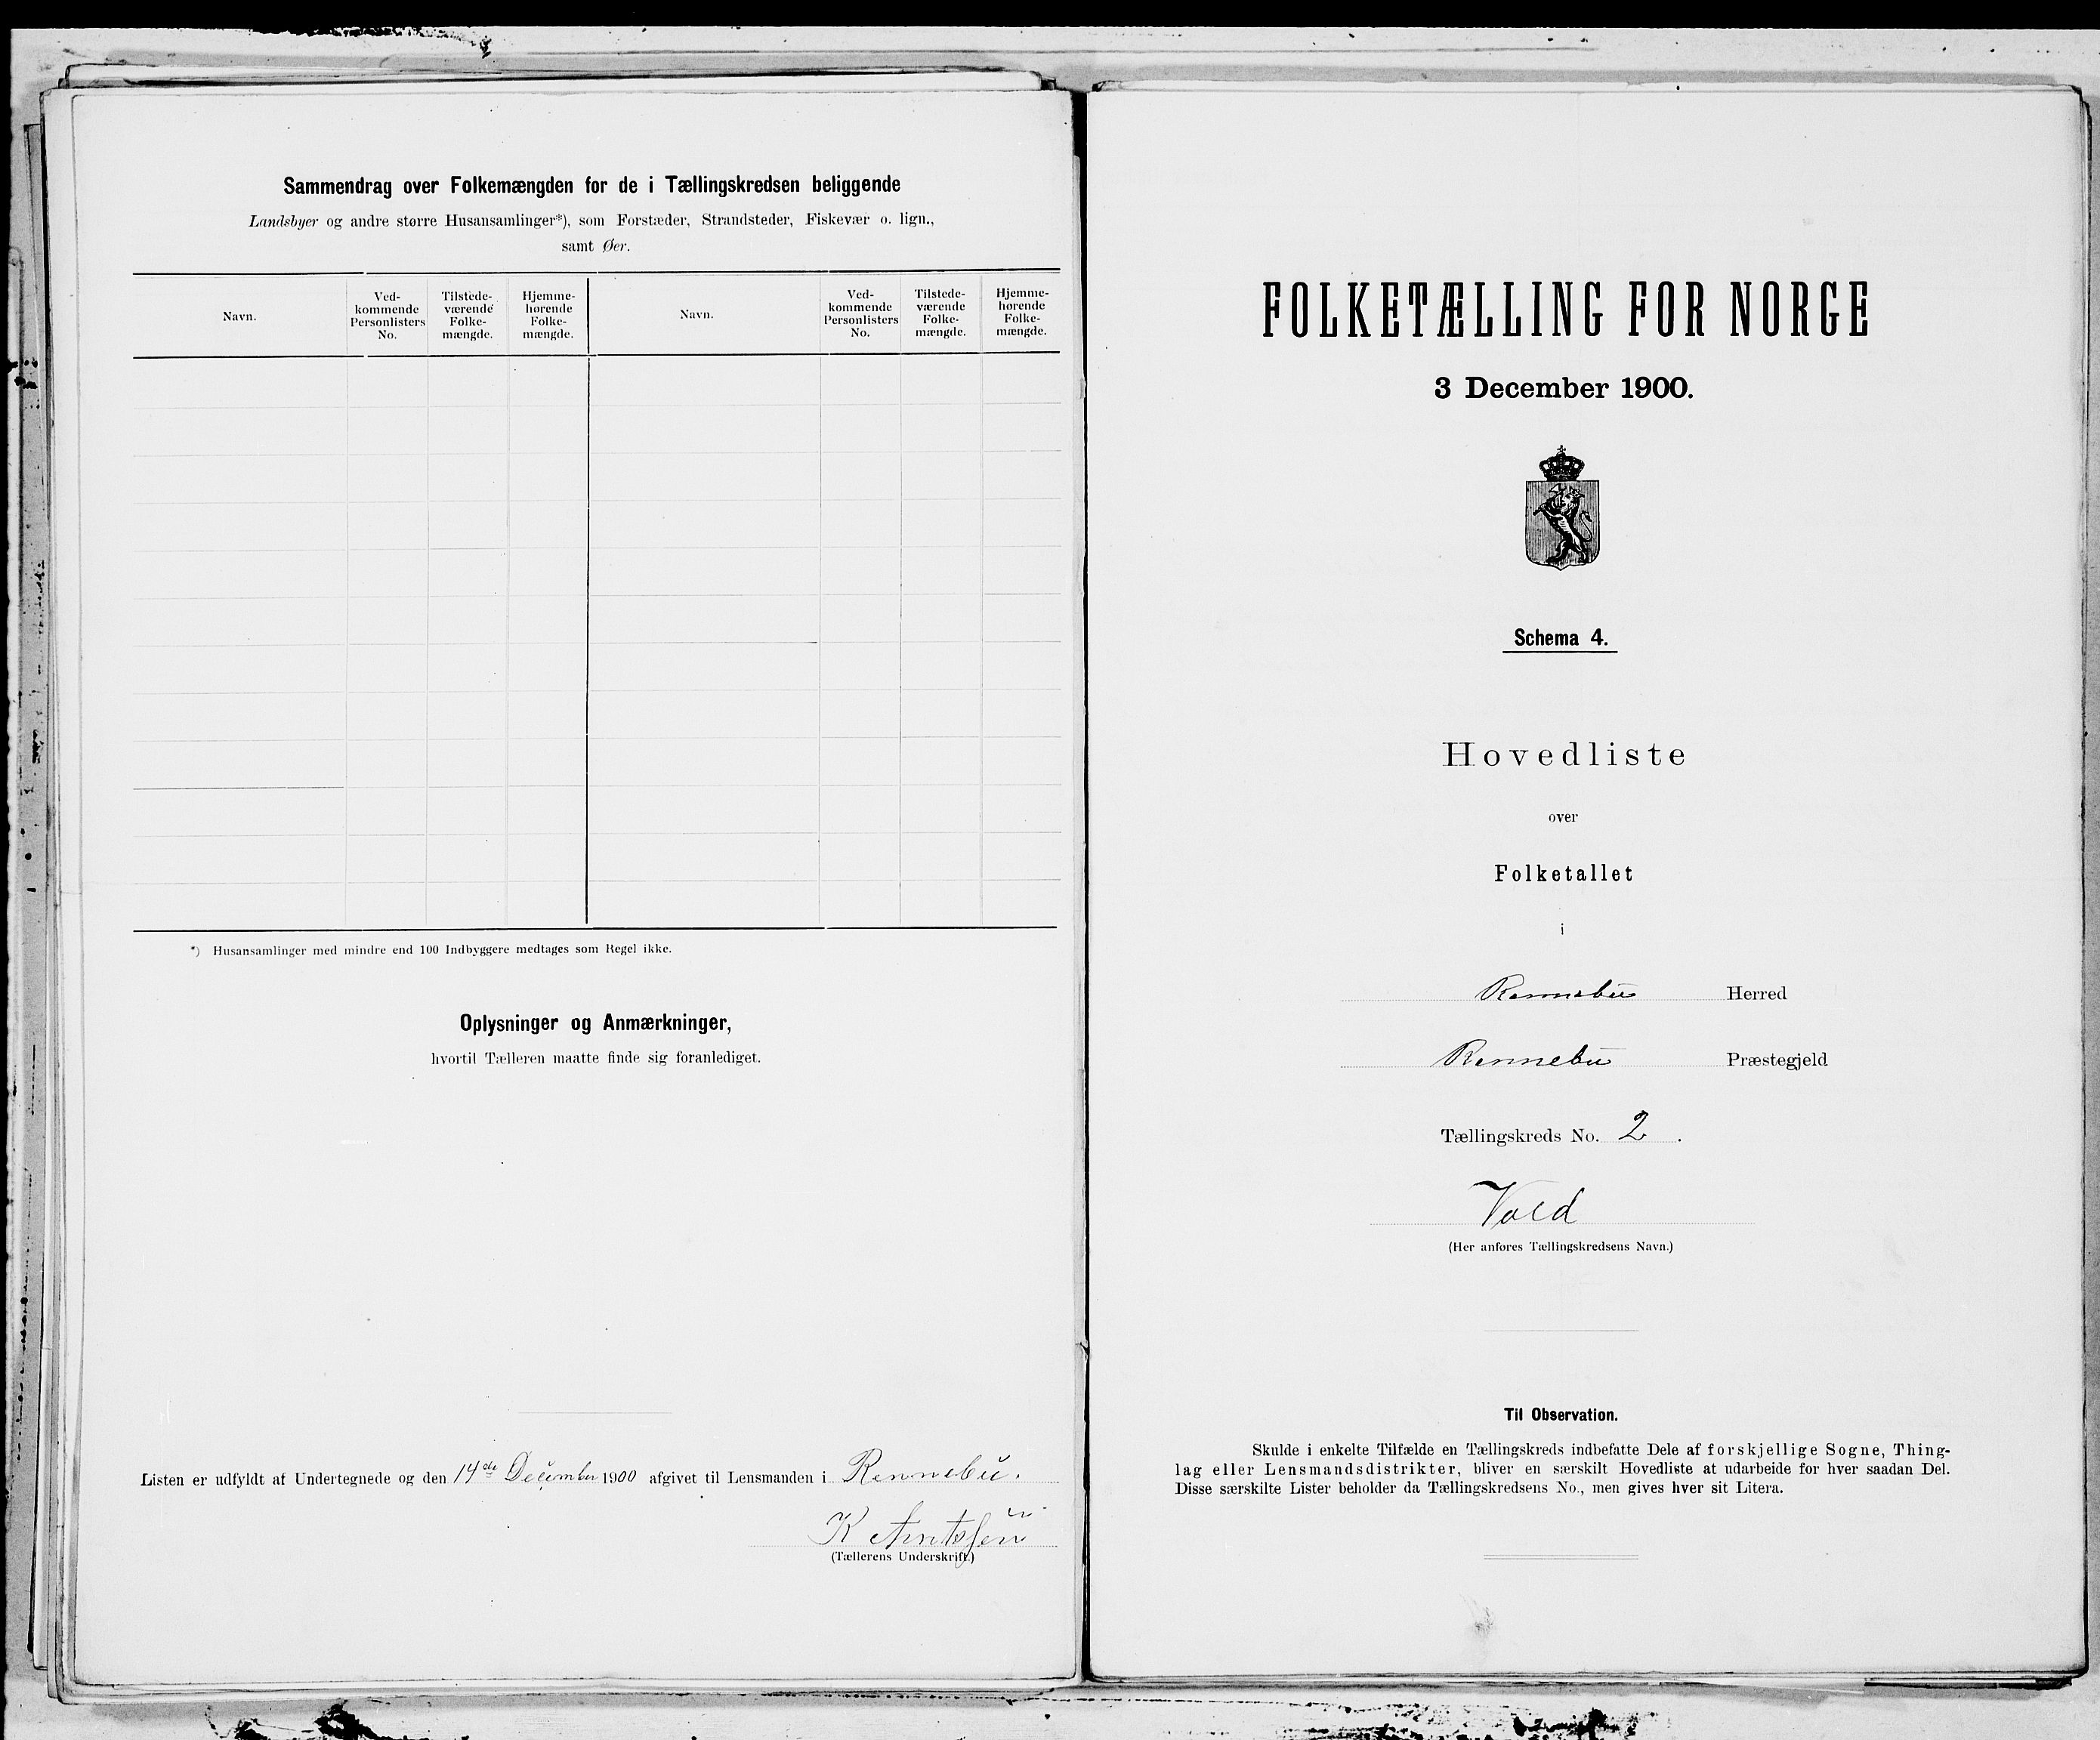 Sammendrag over Folkemængden for de i Tællingskredsen beliggende
Landsbyer og andre større Husansamlinger*), som Forstæder, Strandsteder, Fiskevær o. lign.,
samt Øer.
Navn.
Ved-
kommende
Personlisters
No.
Tilstede-
værende
Folke-
mængde.
Hjemme-
hørende
Folke-
mængde.
Navn.
Ved-
kommende
Personlisters
No.
Tilstede-
værende
Folke-
mængde.
Hjemme-
hørende
Folke-
mængde.
*) Husansamlinger med mindre end 100 Indbyggere medtages som Regel ikke.
Oplysninger og Anmærkninger,
hvortil Tælleren maatte finde sig foranlediget.
Listen er udfyldt af Undertegnede og den 14de December 1900 afgivet til Lensmanden i Rennebu.
K Arntssen
(Tællerens Underskrift.)
FOLKETÆLLING FOR NORGE
3 December 1900.
Schema 4.
Hovedliste
over
Folketallet
i
Rennebu Herred
Rennebu Præstegjeld
Tællingskreds No. 2.
Vold
(Her anføres Tællingskredsens Navn.)
Til Observation.
Skulde i enkelte Tilfælde en Tællingskreds indbefatte Dele af forskjellige Sogne, Thing-
lag eller Lensmandsdistrikter, bliver en særskilt Hovedliste at udarbeide for hver saadan Del.
Disse særskilte Lister beholder da Tællingskredsens No., men gives hver sit Litera.